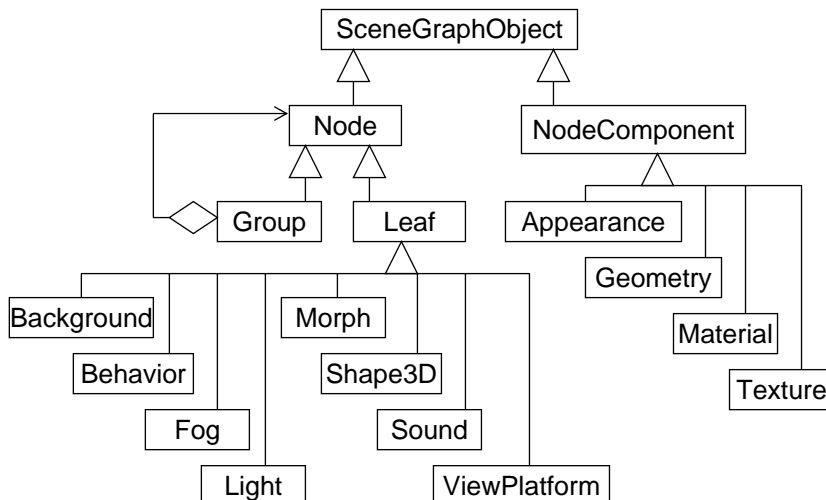 SceneGraphObject
Node
NodeComponent
Group
Leaf
Appearance
Geometry
Background
Morph
Material
Behavior
Shape3D
Texture
Fog
Sound
Light
ViewPlatform